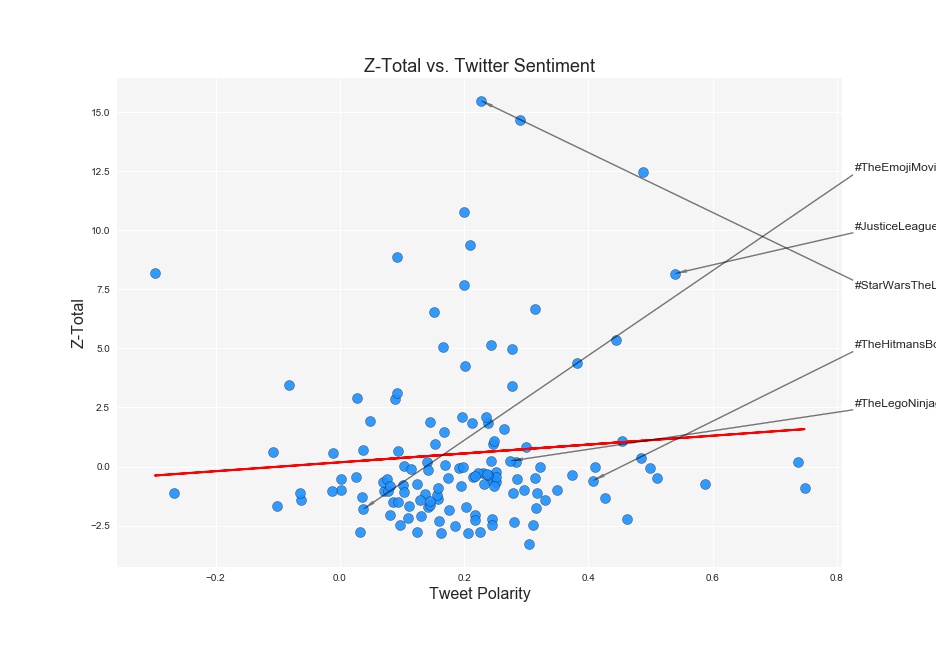 Z-Total vs. Twitter Sentiment
15.0
12.5
10.0
7.5
5.0
2.5
0.0
−2.5
Z-Total
#TheEmojiMovi
#JusticeLeague
#StarWarsTheL
#TheHitmansBo
#TheLegoNinja
−0.2
0.0
0.2
0.4
0.6
0.8
Tweet Polarity